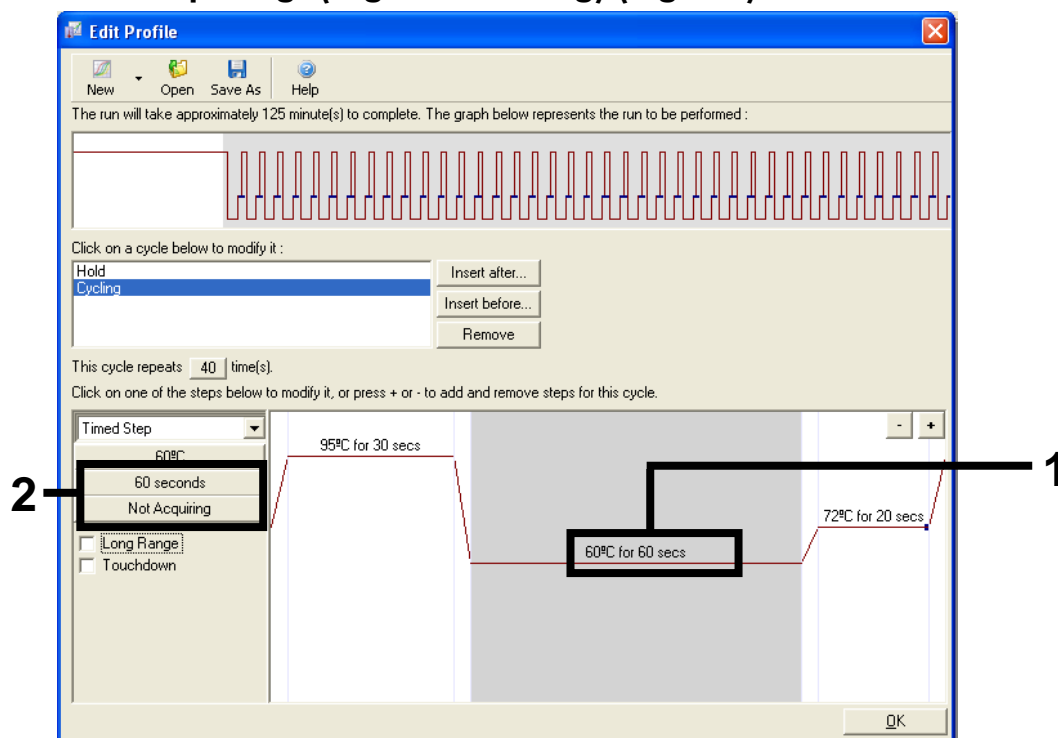 Edit Profile
New Open Save As Help
The run will take approximately 125 minute(s) to complete. The graph below represents the run to be performed :
Click on a cycle below to modify it :
Hold
Cycling
Insert after...
Insert before...
Remove
This cycle repeats 40 time(s).
Click on one of the steps below to modify it, or press + or - to add and remove steps for this cycle.
Timed Step
- +
95ºC for 30 secs
60ºC
1
2
60 seconds
Not Acquiring
72ºC for 20 secs
60ºC for 60 secs
Long Range
Touchdown
OK